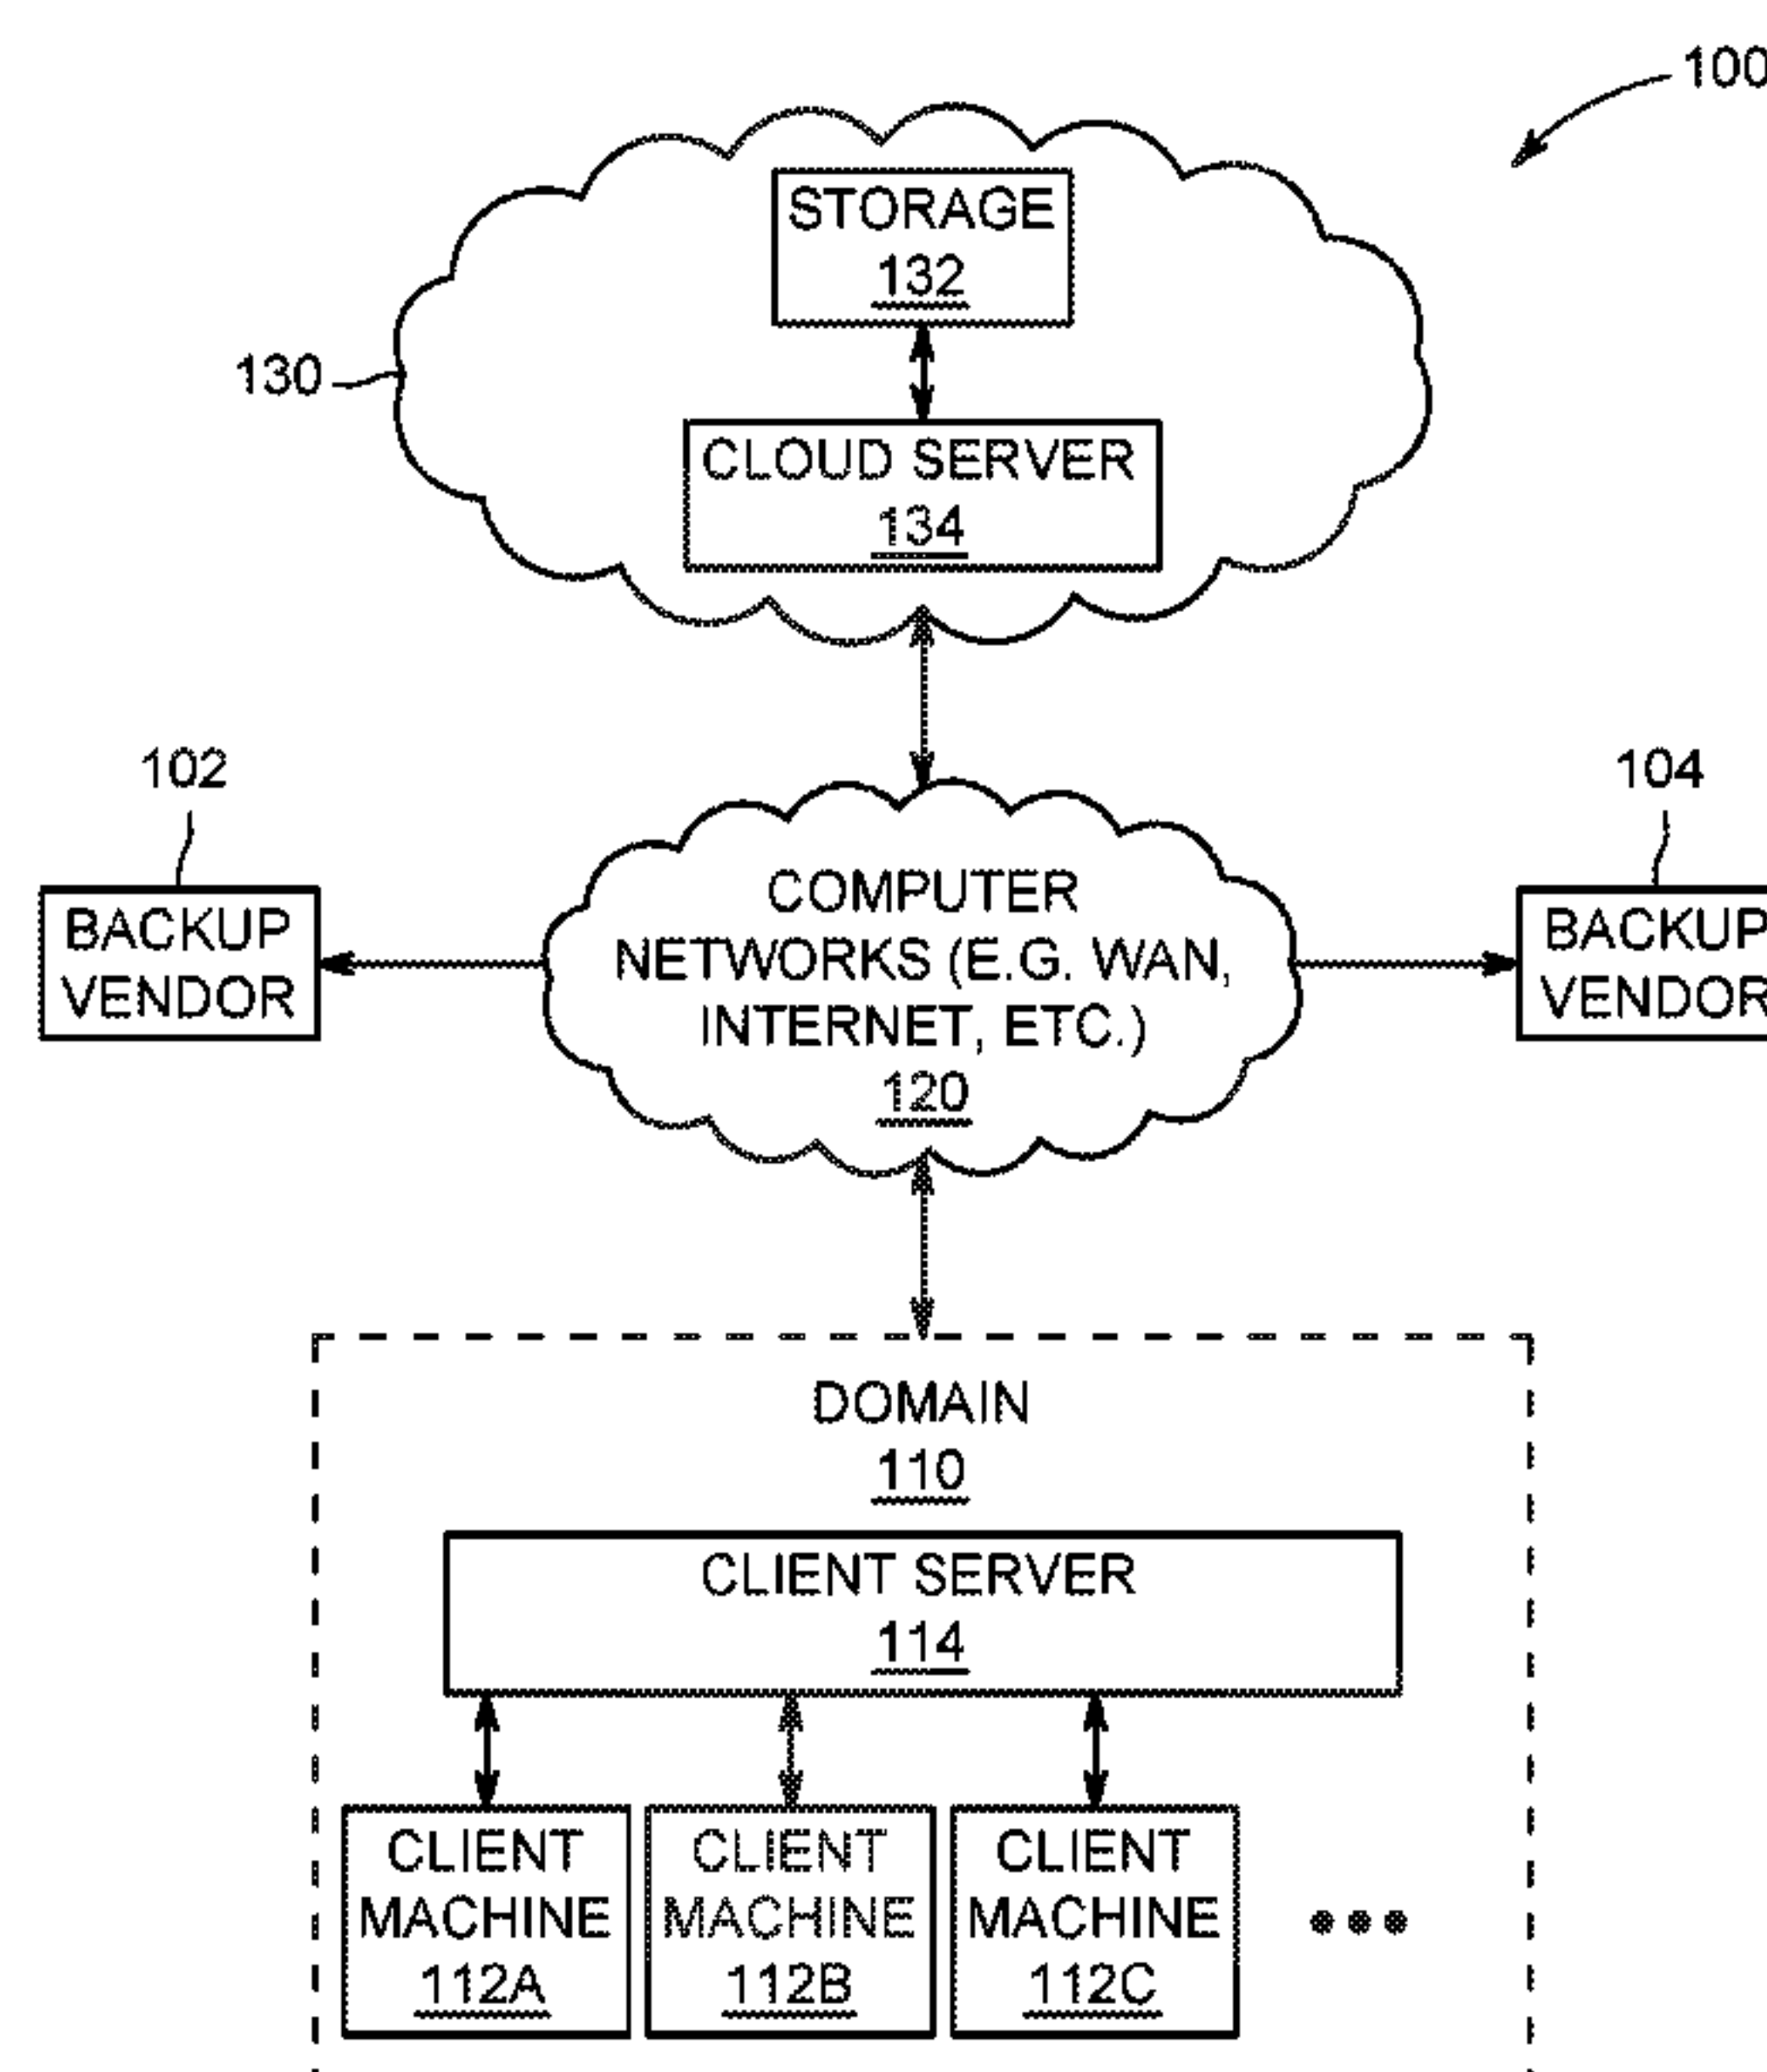 100
STORAGE
132
130
CLOUD SERVER
134
102
104
BACKUP
VENDOR
COMPUTER
NETWORKS (E.G. WAN,
INTERNET, ETC.)
120
BACKUP
VENDOR
DOMAIN
110
CLIENT SERVER
114
CLIENT
MACHINE
112A
CLIENT
MACHINE
112B
CLIENT
MACHINE
112C